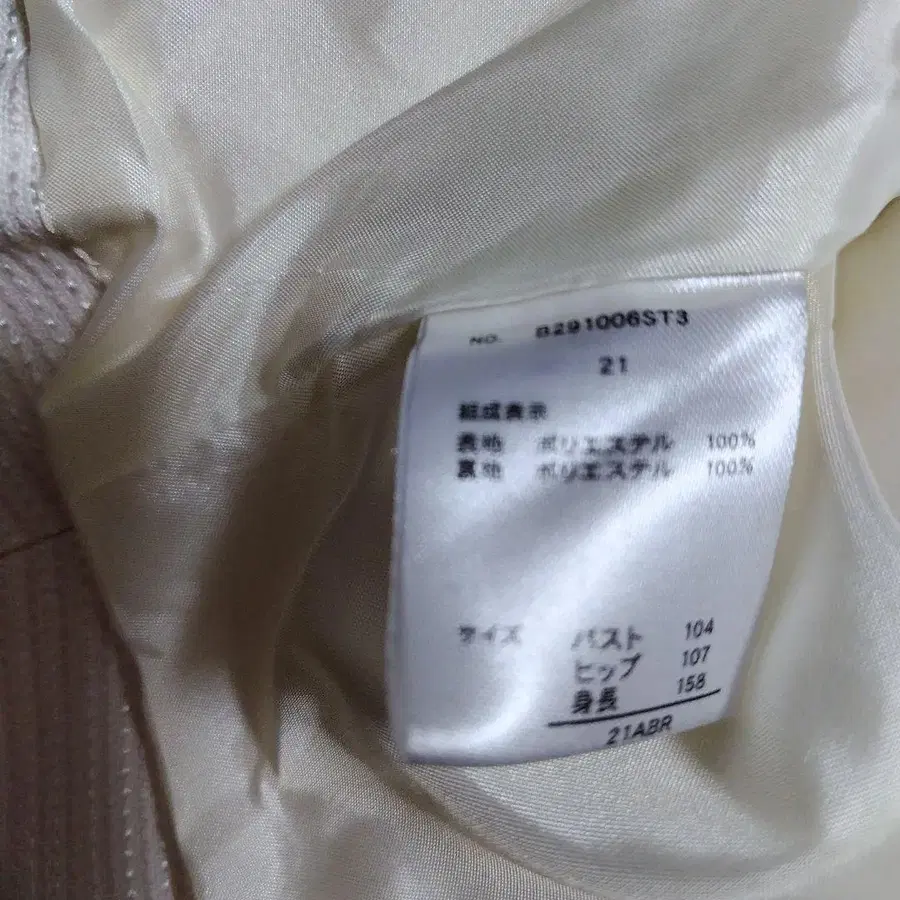 NO. B291006ST3
21
組成表示
表地 ポリエステル 100%
裏地 ポリエステル 100%
サイズ バスト 104
ヒップ 107
身長 158
21ABR